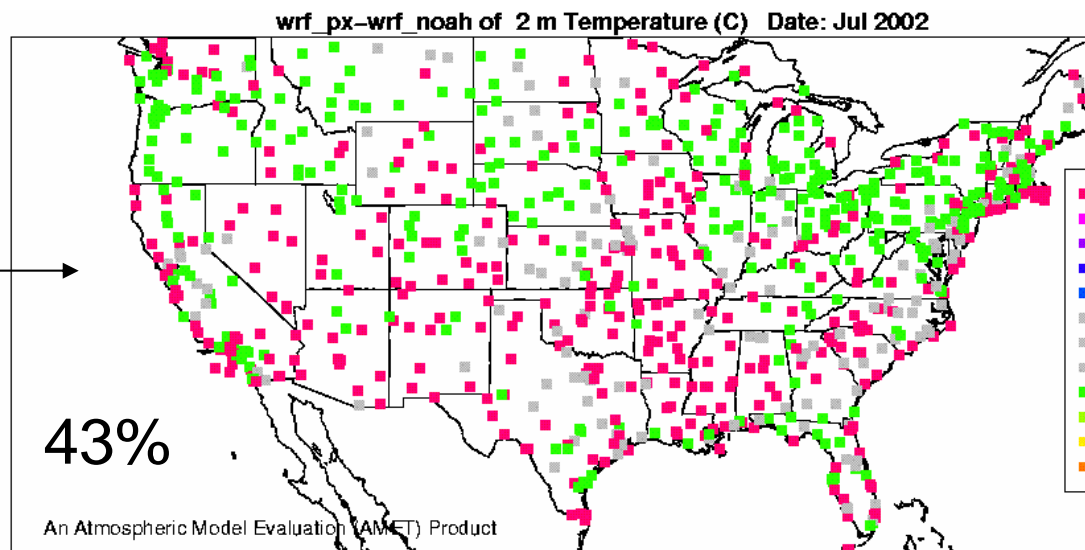 wrf_px−wrf_noah of 2 m Temperature (C) Date: Jul 2002
43%
An Atmospheric Model Evaluation (AMET) Product